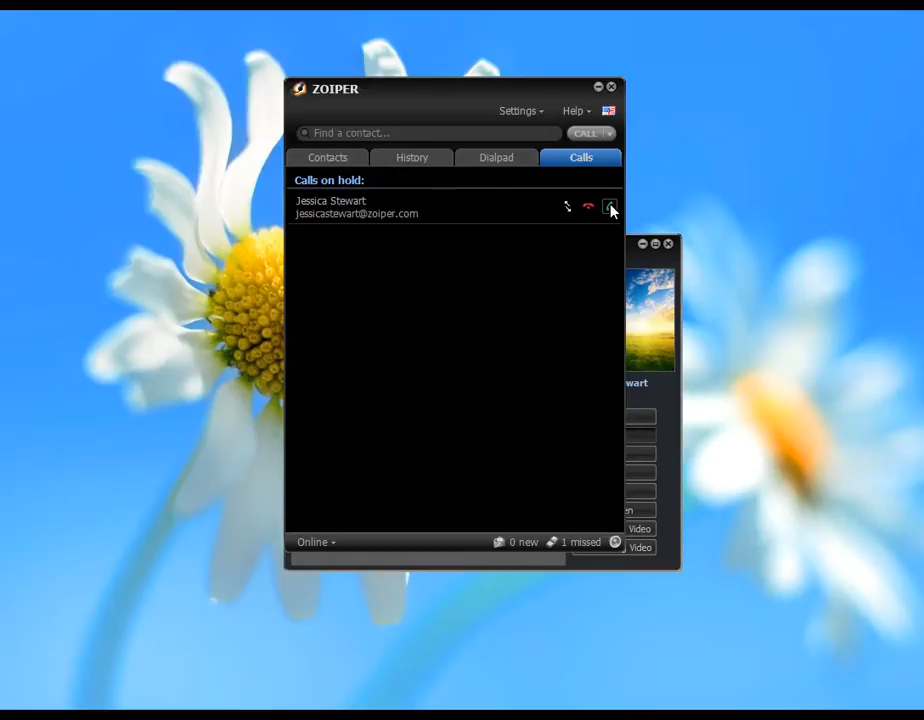 ZOIPER
Settings Help
Find a contact... CALL
Contacts History Dialpad Calls
Calls on hold:
Jessica Stewart
jessicastewart@zoiper.com
wart
en
Video
Video
Online 0 new 1 missed